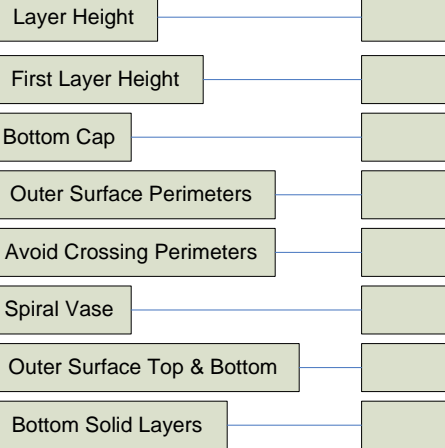 Layer Height
First Layer Height
Bottom Cap
Outer Surface Perimeters
Avoid Crossing Perimeters
Spiral Vase
Outer Surface Top & Bottom
Bottom Solid Layers